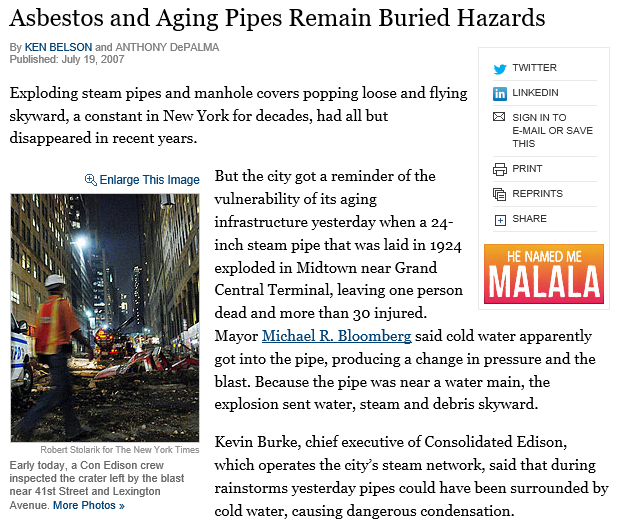 Asbestos and Aging Pipes Remain Buried Hazards
By KEN BELSON and ANTHONY DePALMA
Published: July 19, 2007
Exploding steam pipes and manhole covers popping loose and flying
skyward, a constant in New York for decades, had all but
disappeared in recent years.
TWITTER
LINKEDIN
SIGN IN TO
E-MAIL OR SAVE
THIS
PRINT
REPRINTS
SHARE
HE NAMED ME
MALALA
Enlarge This Image
Robert Stolarik for The New York Times
Early today, a Con Edison crew
inspected the crater left by the blast
near 41st Street and Lexington
Avenue. More Photos »
But the city got a reminder of the
vulnerability of its aging
infrastructure yesterday when a 24-
inch steam pipe that was laid in 1924
exploded in Midtown near Grand
Central Terminal, leaving one person
dead and more than 30 injured.
Mayor Michael R. Bloomberg said cold water apparently
got into the pipe, producing a change in pressure and the
blast. Because the pipe was near a water main, the
explosion sent water, steam and debris skyward.
Kevin Burke, chief executive of Consolidated Edison,
which operates the city's steam network, said that during
rainstorms yesterday pipes could have been surrounded by
cold water, causing dangerous condensation.